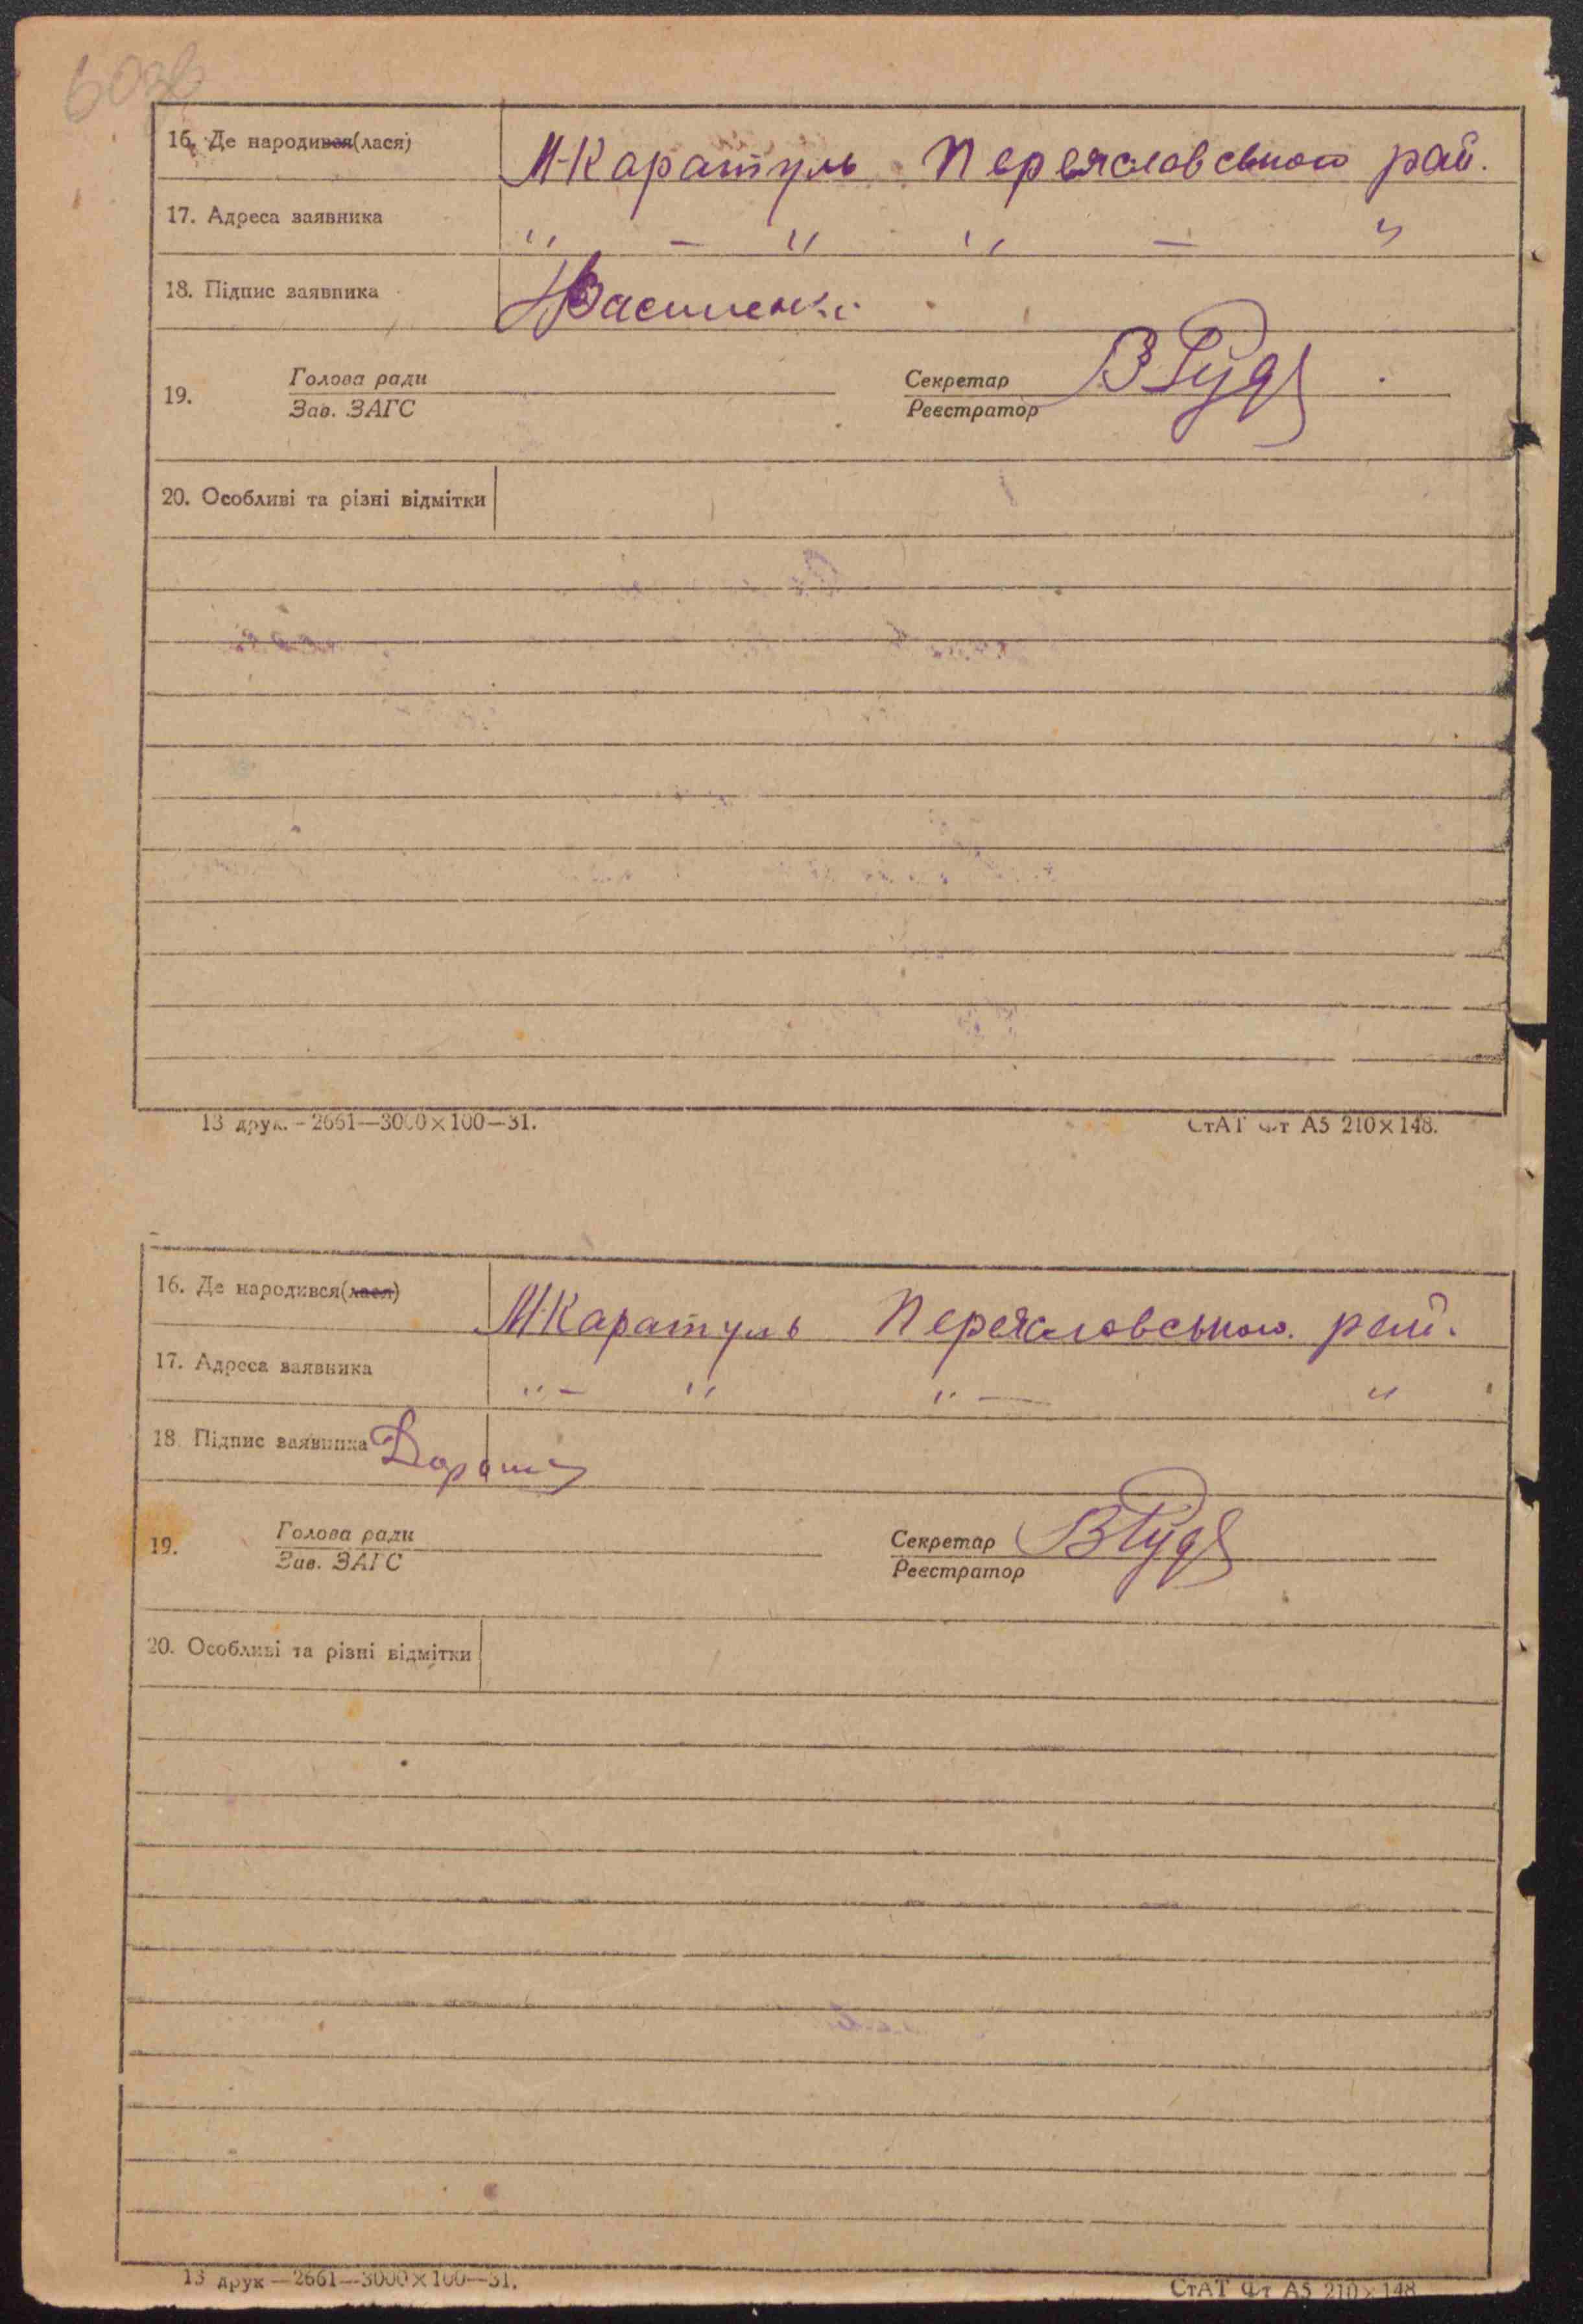 603в
16. Де народився(лася)
М-Каратуль Переяславського рай.
17. Адреса заявника
" — " " — "
18. Підпис заявника
19. Голова ради
Зав. ЗАГС
Секретар
Реєстратор
ВРуд
20. Особливі та різні відмітки
13 друк. – 2661—3000×100—31.
СтАТ Фт А5 210×148.
16. Де народився(лася)
МКаратуль Переяславського рай.
17. Адреса заявника
" — " " — "
18. Підпис заявника
19. Голова ради
Зав. ЗАГС
Секретар
Реєстратор
ВРуд
20. Особливі та різні відмітки
13 друк — 2661—3000×100—31.
СтАТ Фт А5 210×148